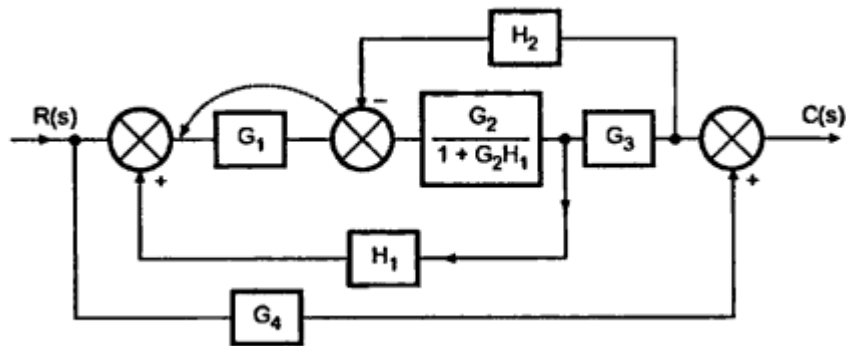 H₂
−
R(s)
G₁
G₂
1 + G₂H₁
G₃
C(s)
+
+
H₁
G₄